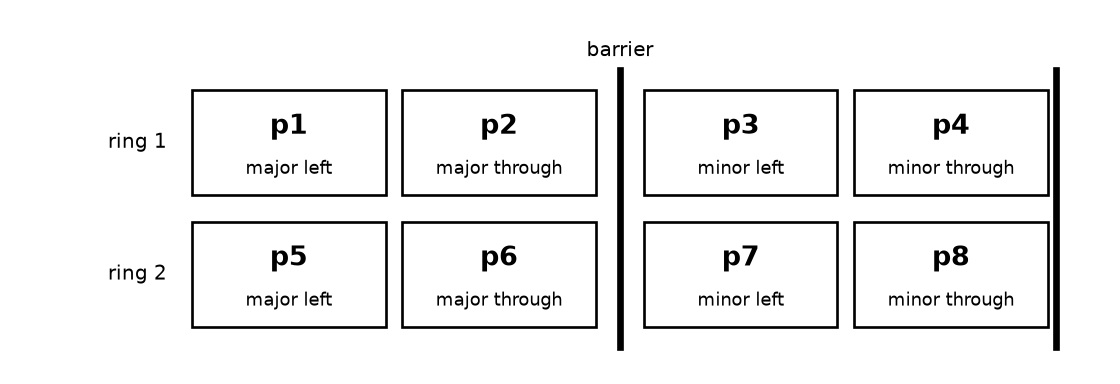 barrier
ring 1
p1
major left
p2
major through
p3
minor left
p4
minor through
ring 2
p5
major left
p6
major through
p7
minor left
p8
minor through